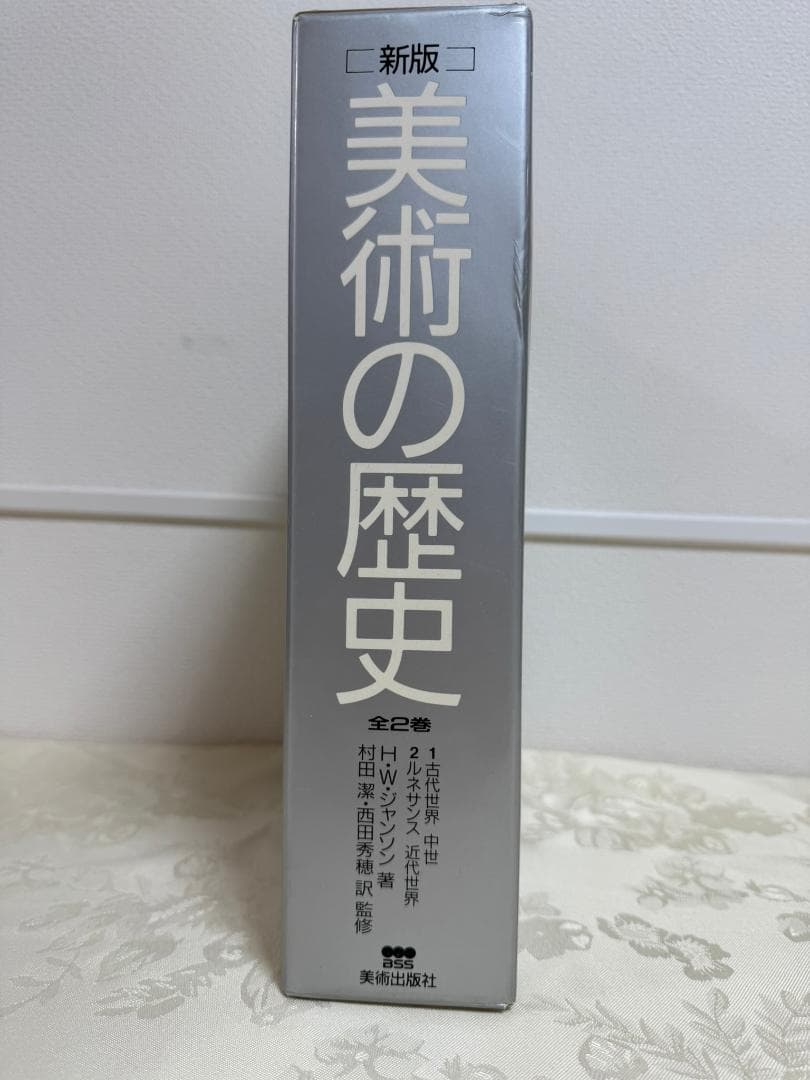 ［新版］
美術の歴史
全2巻
1古代世界 中世
2ルネサンス 近代世界
H・W・ジャンソン 著
村田 潔・西田秀穂 訳 監修
BSS
美術出版社